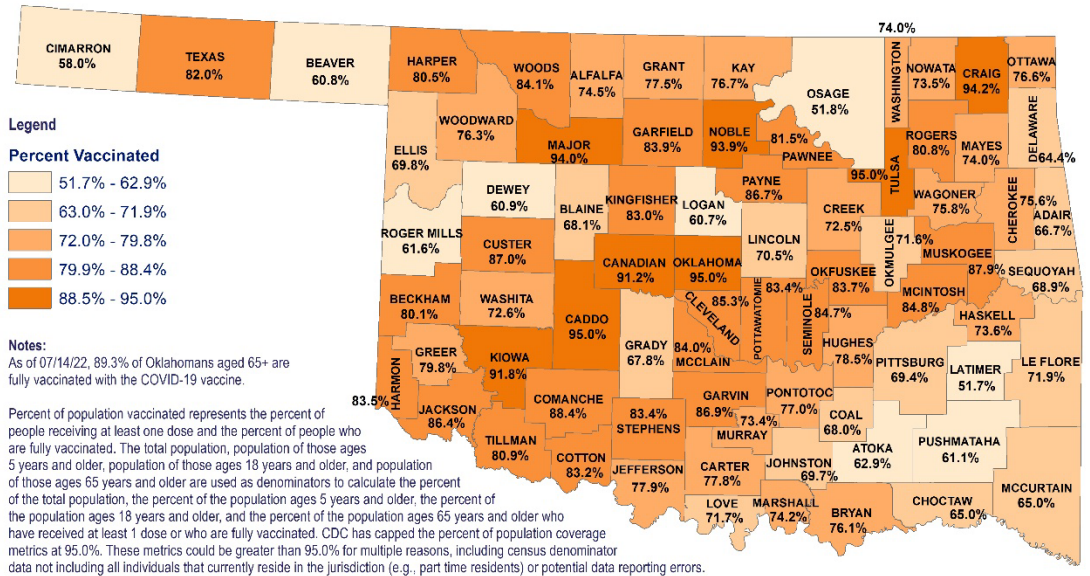 74.0%
CIMARRON
58.0%
TEXAS
82.0%
BEAVER
60.8%
HARPER
80.5%
WOODS
84.1%
ALFALFA
74.5%
GRANT
77.5%
KAY
76.7%
OSAGE
51.8%
WASHINGTON
NOWATA
73.5%
CRAIG
94.2%
OTTAWA
76.6%
WOODWARD
76.3%
ELLIS
69.8%
MAJOR
94.0%
GARFIELD
83.9%
NOBLE
93.9%
81.5%
PAWNEE
95.0%
TULSA
ROGERS
80.8%
MAYES
74.0%
DELAWARE
64.4%
DEWEY
60.9%
BLAINE
68.1%
KINGFISHER
83.0%
LOGAN
60.7%
PAYNE
86.7%
CREEK
72.5%
WAGONER
75.8%
CHEROKEE
75.6%
ADAIR
66.7%
ROGER MILLS
61.6%
CUSTER
87.0%
CANADIAN
91.2%
OKLAHOMA
95.0%
LINCOLN
70.5%
OKMULGEE
71.6%
MUSKOGEE
87.9%
SEQUOYAH
68.9%
BECKHAM
80.1%
WASHITA
72.6%
CADDO
95.0%
GRADY
67.8%
85.3%
CLEVELAND
POTTAWATOMIE
83.4%
SEMINOLE
84.7%
OKFUSKEE
83.7%
MCINTOSH
84.8%
HASKELL
73.6%
GREER
79.8%
KIOWA
91.8%
84.0%
MCCLAIN
HUGHES
78.5%
PITTSBURG
69.4%
LATIMER
51.7%
LE FLORE
71.9%
83.5%
HARMON
JACKSON
86.4%
COMANCHE
88.4%
83.4%
STEPHENS
GARVIN
86.9%
PONTOTOC
77.0%
COAL
68.0%
TILLMAN
80.9%
COTTON
83.2%
JEFFERSON
77.9%
73.4%
MURRAY
CARTER
77.8%
JOHNSTON
69.7%
ATOKA
62.9%
PUSHMATAHA
61.1%
MCCURTAIN
65.0%
LOVE
71.7%
MARSHALL
74.2%
BRYAN
76.1%
CHOCTAW
65.0%
Legend
Percent Vaccinated
51.7% - 62.9%
63.0% - 71.9%
72.0% - 79.8%
79.9% - 88.4%
88.5% - 95.0%
Notes:
As of 07/14/22, 89.3% of Oklahomans aged 65+ are
fully vaccinated with the COVID-19 vaccine.
Percent of population vaccinated represents the percent of
people receiving at least one dose and the percent of people who
are fully vaccinated. The total population, population of those ages
5 years and older, population of those ages 18 years and older, and population
of those ages 65 years and older are used as denominators to calculate the percent
of the total population, the percent of the population ages 5 years and older, the percent of
the population ages 18 years and older, and the percent of the population ages 65 years and older who
have received at least 1 dose or who are fully vaccinated. CDC has capped the percent of population coverage
metrics at 95.0%. These metrics could be greater than 95.0% for multiple reasons, including census denominator
data not including all individuals that currently reside in the jurisdiction (e.g., part time residents) or potential data reporting errors.